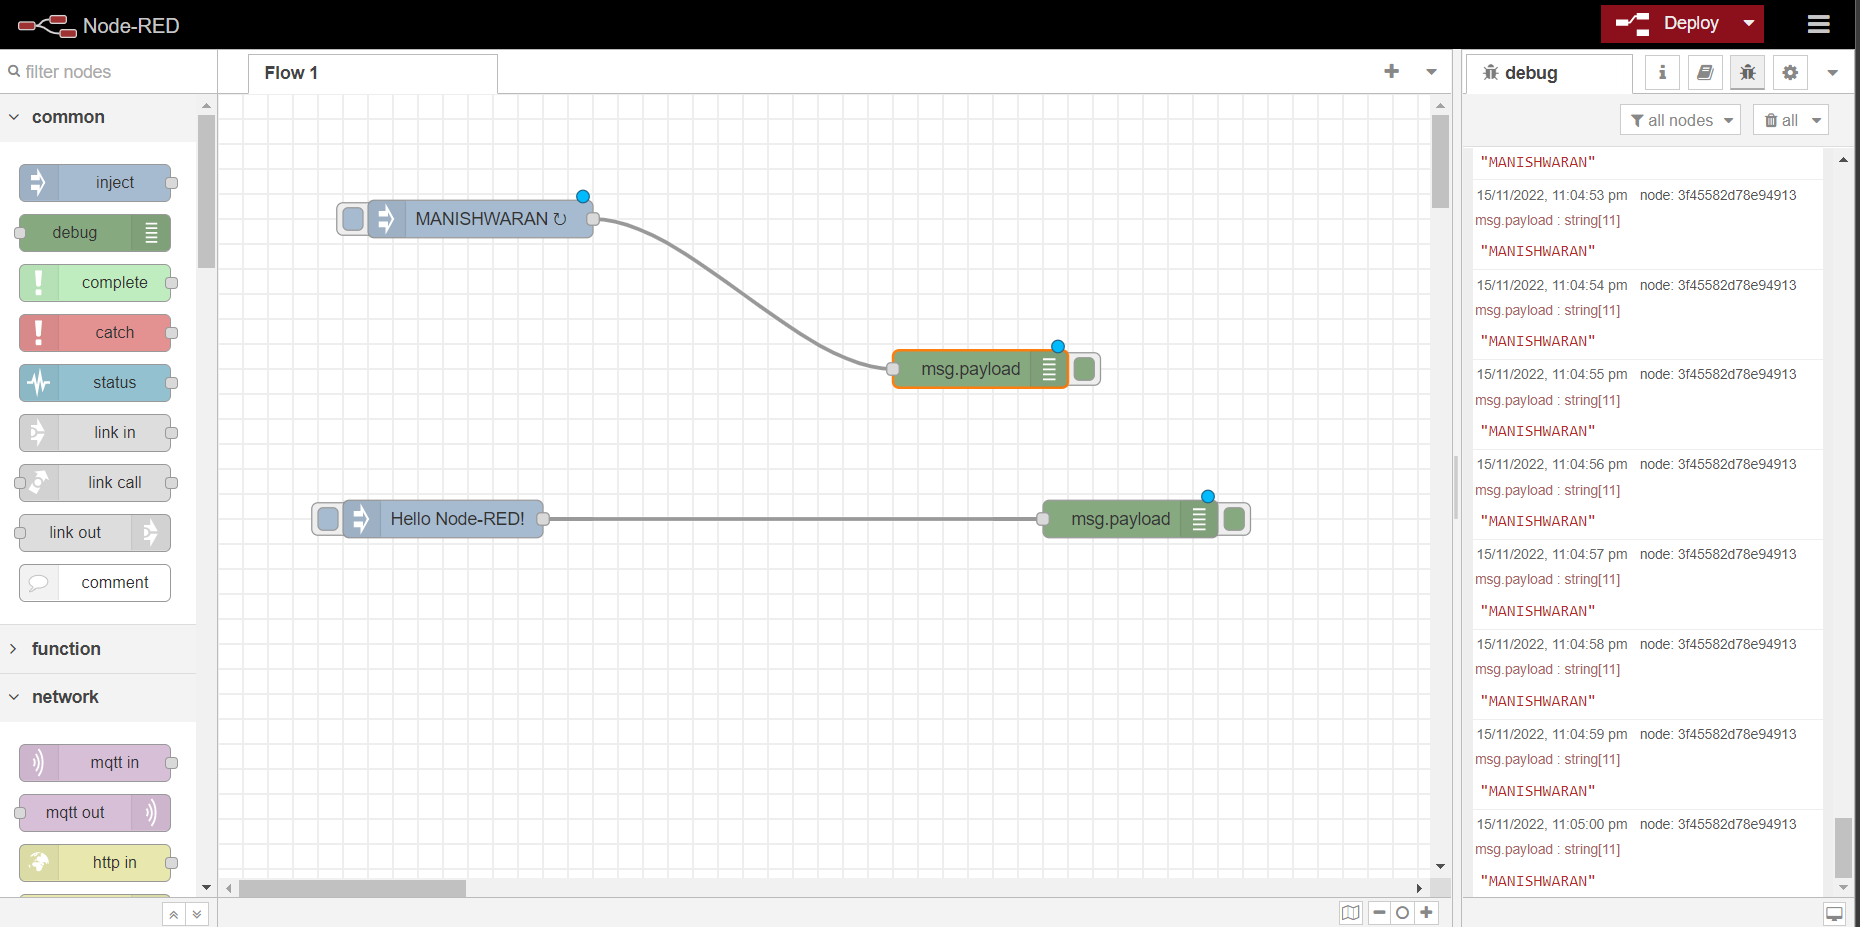 Node-RED
Deploy
filter nodes
Flow 1
debug
all nodes
all
common
inject
debug
complete
catch
status
link in
link call
link out
comment
function
network
mqtt in
mqtt out
http in
MANISHWARAN ↻
msg.payload
Hello Node-RED!
msg.payload
"MANISHWARAN"
15/11/2022, 11:04:53 pm node: 3f45582d78e94913
msg.payload : string[11]
"MANISHWARAN"
15/11/2022, 11:04:54 pm node: 3f45582d78e94913
msg.payload : string[11]
"MANISHWARAN"
15/11/2022, 11:04:55 pm node: 3f45582d78e94913
msg.payload : string[11]
"MANISHWARAN"
15/11/2022, 11:04:56 pm node: 3f45582d78e94913
msg.payload : string[11]
"MANISHWARAN"
15/11/2022, 11:04:57 pm node: 3f45582d78e94913
msg.payload : string[11]
"MANISHWARAN"
15/11/2022, 11:04:58 pm node: 3f45582d78e94913
msg.payload : string[11]
"MANISHWARAN"
15/11/2022, 11:04:59 pm node: 3f45582d78e94913
msg.payload : string[11]
"MANISHWARAN"
15/11/2022, 11:05:00 pm node: 3f45582d78e94913
msg.payload : string[11]
"MANISHWARAN"